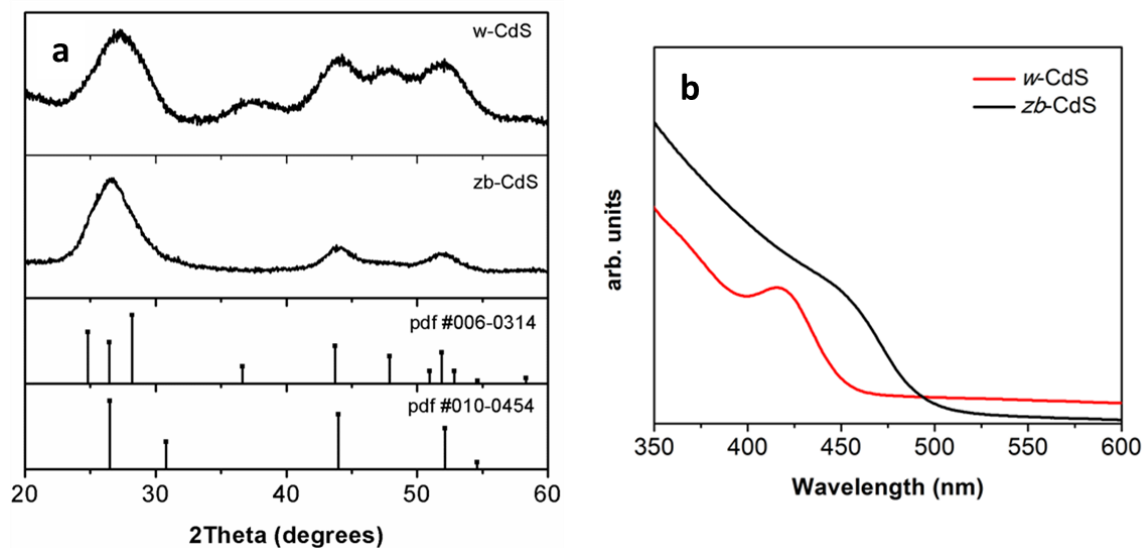 a
w-CdS
zb-CdS
pdf #006-0314
pdf #010-0454
20 30 40 50 60
2Theta (degrees)
b
w-CdS
zb-CdS
arb. units
350 400 450 500 550 600
Wavelength (nm)